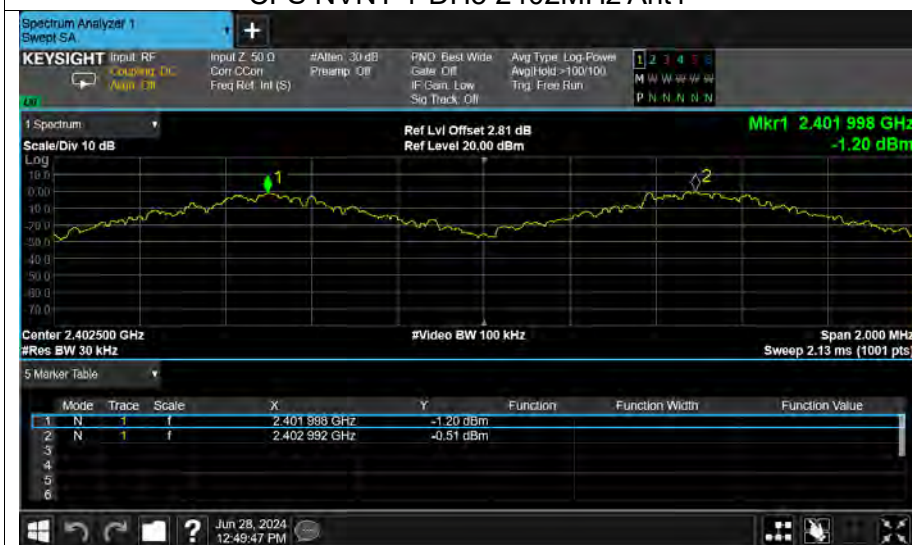 CFS NVNT 1-DH5 2402MHz Ant1
Spectrum Analyzer 1
Swept SA
+
KEYSIGHT Input: RF
Coupling: DC
Align: Off
Input Z: 50 Ω
Corr CCorr
Freq Ref: Int (S)
#Atten: 30 dB
Preamp: Off
PNO: Best Wide
Gate: Off
IF Gain: Low
Sig Track: Off
Avg Type: Log-Power
Avg|Hold:>100/100
Trig: Free Run
1 2 3 4 5 6
M W W W W W
P N N N N N
1 Spectrum
Scale/Div 10 dB
Ref Lvl Offset 2.81 dB
Ref Level 20.00 dBm
Mkr1 2.401 998 GHz
-1.20 dBm
Log
10.0
0.00
-10.0
-20.0
-30.0
-40.0
-50.0
-60.0
-70.0
1
2
Center 2.402500 GHz
#Video BW 100 kHz
Span 2.000 MHz
#Res BW 30 kHz
Sweep 2.13 ms (1001 pts)
5 Marker Table
Mode Trace Scale X Y Function Function Width Function Value
1 N 1 f 2.401 998 GHz -1.20 dBm
2 N 1 f 2.402 992 GHz -0.51 dBm
3
4
5
6
?
Jun 28, 2024
12:49:47 PM